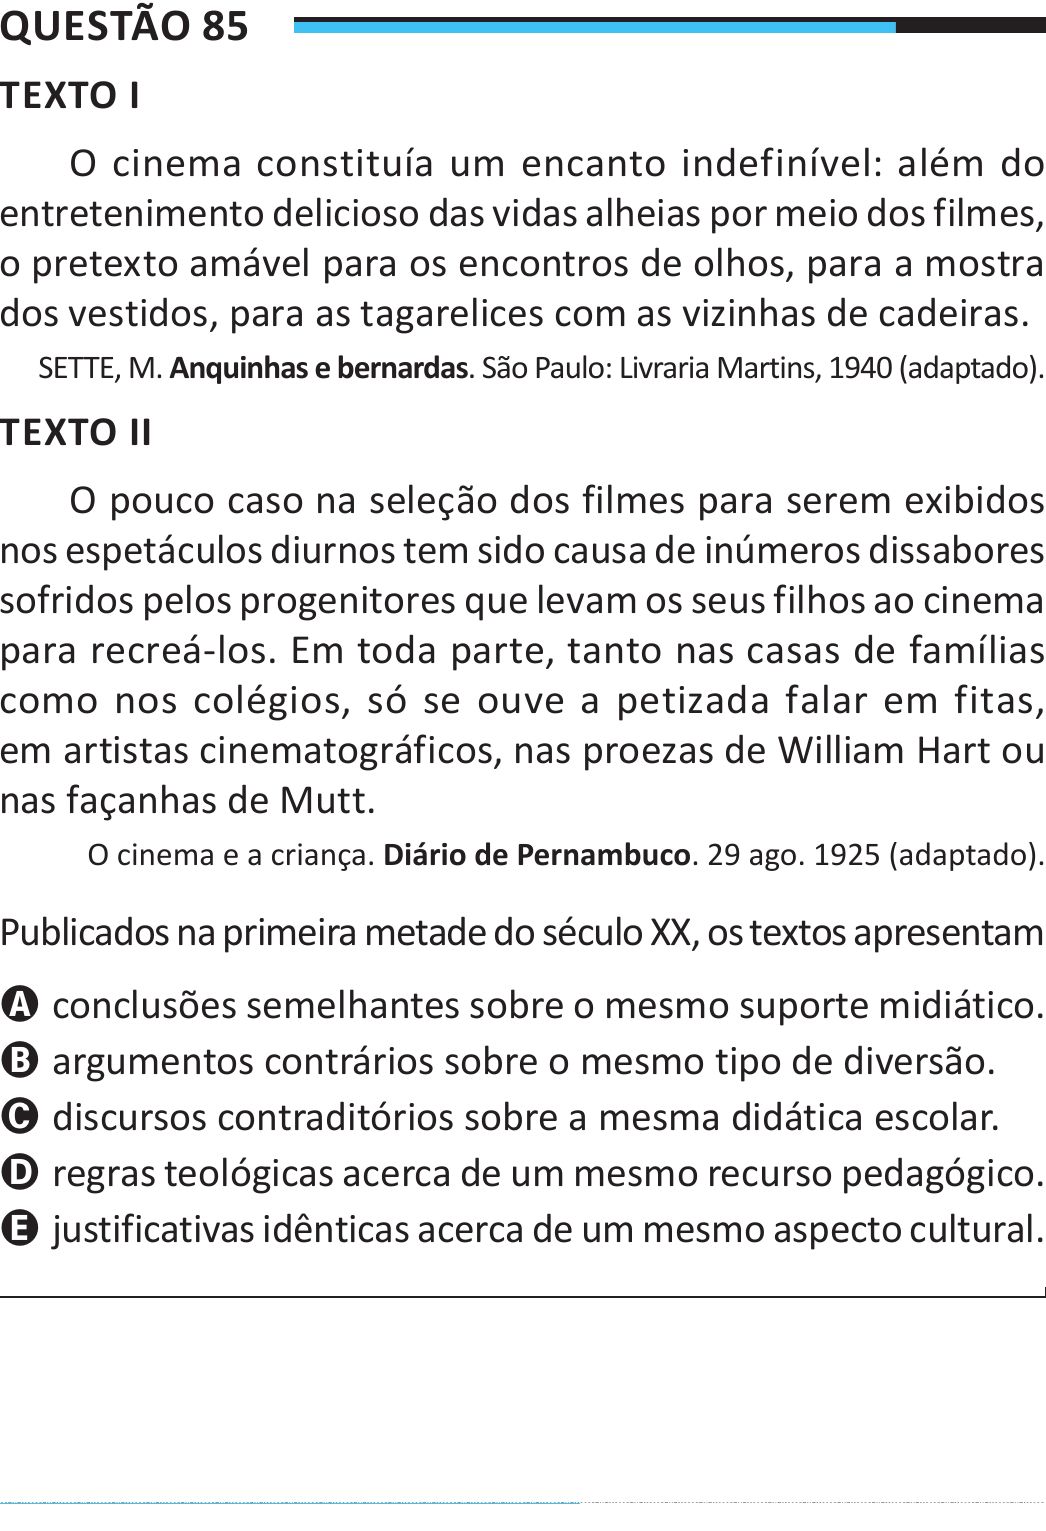 QUESTÃO 85
TEXTO I
O cinema constituía um encanto indefinível: além do
entretenimento delicioso das vidas alheias por meio dos filmes,
o pretexto amável para os encontros de olhos, para a mostra
dos vestidos, para as tagarelices com as vizinhas de cadeiras.
SETTE, M. Anquinhas e bernardas. São Paulo: Livraria Martins, 1940 (adaptado).
TEXTO II
O pouco caso na seleção dos filmes para serem exibidos
nos espetáculos diurnos tem sido causa de inúmeros dissabores
sofridos pelos progenitores que levam os seus filhos ao cinema
para recreá-los. Em toda parte, tanto nas casas de famílias
como nos colégios, só se ouve a petizada falar em fitas,
em artistas cinematográficos, nas proezas de William Hart ou
nas façanhas de Mutt.
O cinema e a criança. Diário de Pernambuco. 29 ago. 1925 (adaptado).
Publicados na primeira metade do século XX, os textos apresentam
A conclusões semelhantes sobre o mesmo suporte midiático.
B argumentos contrários sobre o mesmo tipo de diversão.
C discursos contraditórios sobre a mesma didática escolar.
D regras teológicas acerca de um mesmo recurso pedagógico.
E justificativas idênticas acerca de um mesmo aspecto cultural.